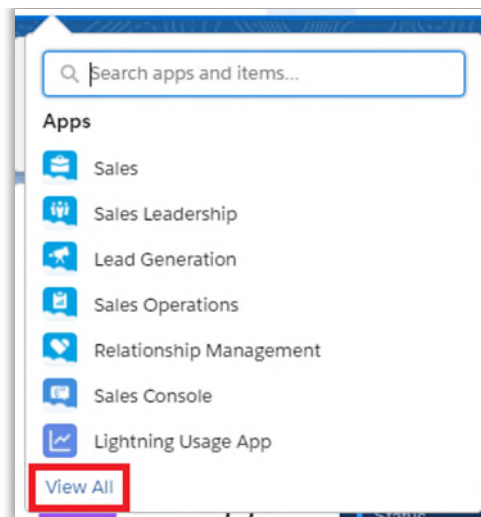 Search apps and items...
Apps
Sales
Sales Leadership
Lead Generation
Sales Operations
Relationship Management
Sales Console
Lightning Usage App
View All
Status